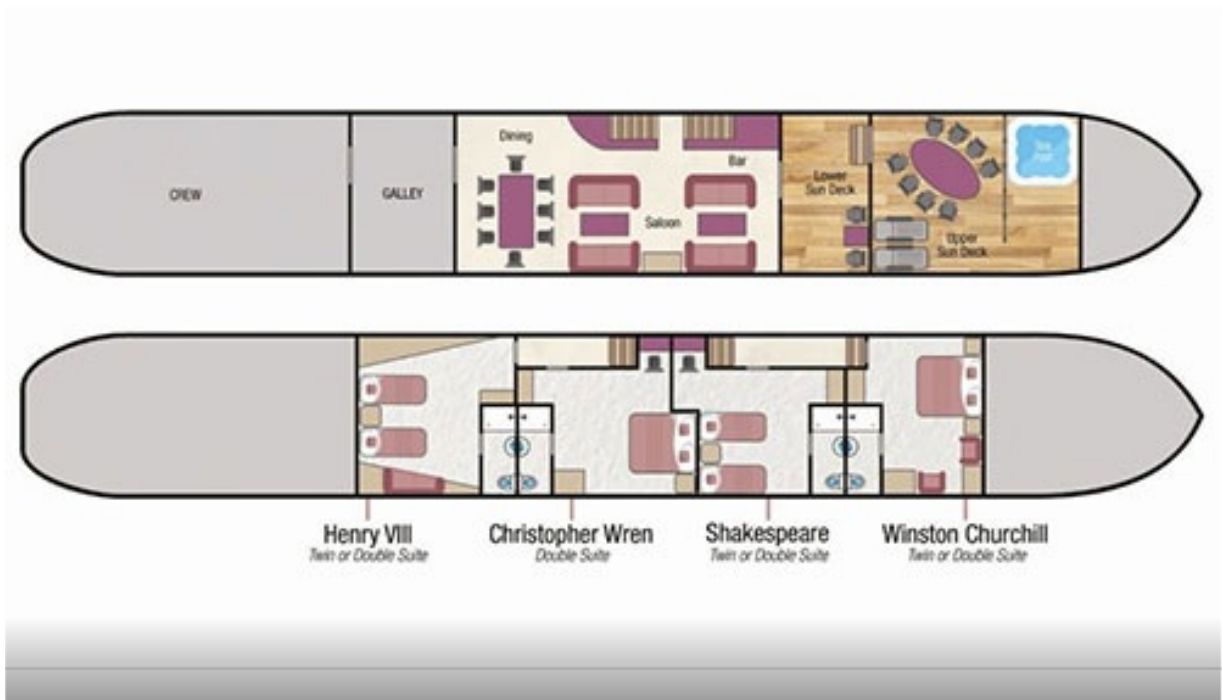 Dining
Bar
CREW
GALLEY
Saloon
Lower
Sun Deck
Upper
Sun Deck
Henry VIII
Twin or Double Suite
Christopher Wren
Double Suite
Shakespeare
Twin or Double Suite
Winston Churchill
Twin or Double Suite